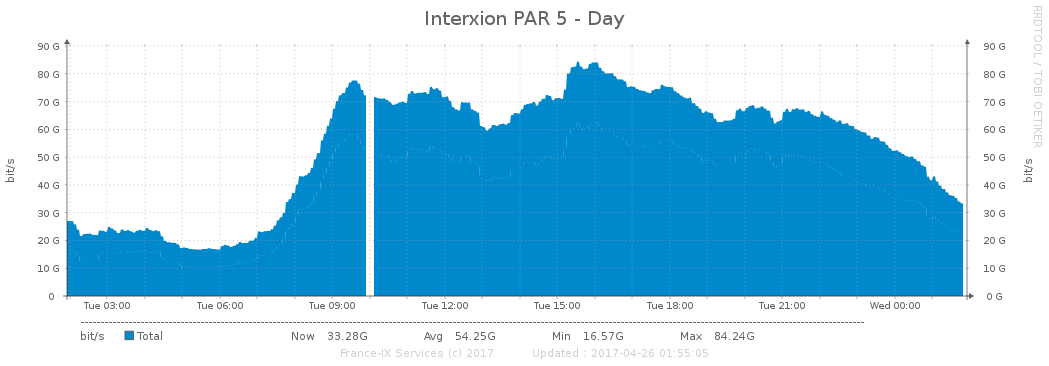 Interxion PAR 5 - Day
RRDTOOL / TOBI OETIKER
90 G 90 G
80 G 80 G
70 G 70 G
60 G 60 G
50 G 50 G
40 G 40 G
30 G 30 G
20 G 20 G
10 G 10 G
0 0 G
bit/s bit/s
Tue 03:00 Tue 06:00 Tue 09:00 Tue 12:00 Tue 15:00 Tue 18:00 Tue 21:00 Wed 00:00
bit/s Total Now 33.28G Avg 54.25G Min 16.57G Max 84.24G
France-IX Services (c) 2017 Updated : 2017-04-26 01:55:05